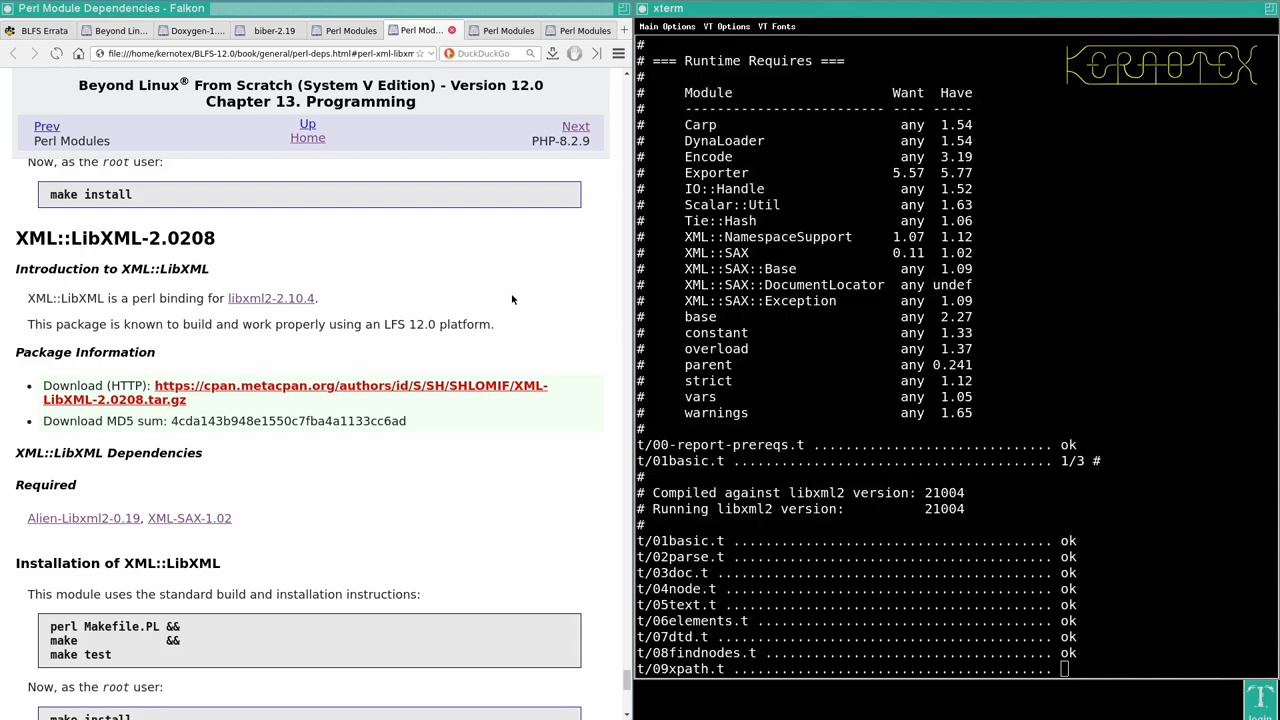 Perl Module Dependencies - Falkon
BLFS Errata
Beyond Lin...
Doxygen-1....
biber-2.19
Perl Modules
Perl Mod...
Perl Modules
Perl Modules
file:///home/kernotex/BLFS-12.0/book/general/perl-deps.html#perl-xml-libxm
DuckDuckGo
Beyond Linux® From Scratch (System V Edition) - Version 12.0
Chapter 13. Programming
Prev
Up
Next
Perl Modules
Home
PHP-8.2.9
Now, as the root user:
make install
XML::LibXML-2.0208
Introduction to XML::LibXML
XML::LibXML is a perl binding for libxml2-2.10.4.
This package is known to build and work properly using an LFS 12.0 platform.
Package Information
• Download (HTTP): https://cpan.metacpan.org/authors/id/S/SH/SHLOMIF/XML-
LibXML-2.0208.tar.gz
• Download MD5 sum: 4cda143b948e1550c7fba4a1133cc6ad
XML::LibXML Dependencies
Required
Alien-Libxml2-0.19, XML-SAX-1.02
Installation of XML::LibXML
This module uses the standard build and installation instructions:
perl Makefile.PL &&
make &&
make test
Now, as the root user:
make install
xterm
Main Options VT Options VT Fonts
KERNOTEX
#
# === Runtime Requires ===
#
# Module Want Have
# ------------------------- ---- -----
# Carp any 1.54
# DynaLoader any 1.54
# Encode any 3.19
# Exporter 5.57 5.77
# IO::Handle any 1.52
# Scalar::Util any 1.63
# Tie::Hash any 1.06
# XML::NamespaceSupport 1.07 1.12
# XML::SAX 0.11 1.02
# XML::SAX::Base any 1.09
# XML::SAX::DocumentLocator any undef
# XML::SAX::Exception any 1.09
# base any 2.27
# constant any 1.33
# overload any 1.37
# parent any 0.241
# strict any 1.12
# vars any 1.05
# warnings any 1.65
#
t/00-report-prereqs.t .............................. ok
t/01basic.t ........................................ 1/3 #
#
# Compiled against libxml2 version: 21004
# Running libxml2 version: 21004
#
t/01basic.t ........................................ ok
t/02parse.t ........................................ ok
t/03doc.t .......................................... ok
t/04node.t ......................................... ok
t/05text.t ......................................... ok
t/06elements.t ..................................... ok
t/07dtd.t .......................................... ok
t/08findnodes.t .................................... ok
t/09xpath.t ........................................
login